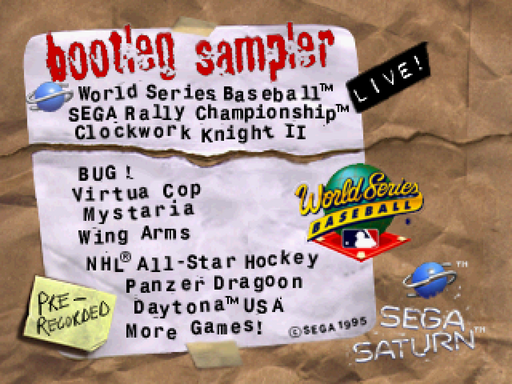 bootleg sampler
LIVE!
World Series Baseball™
SEGA Rally Championship™
Clockwork Knight II
BUG!
Virtua Cop
Mystaria
Wing Arms
NHL® All-Star Hockey
Panzer Dragoon
Daytona™ USA
More Games!
PRE-
RECORDED
World Series
BASEBALL
©SEGA 1995
SEGA
SATURN™